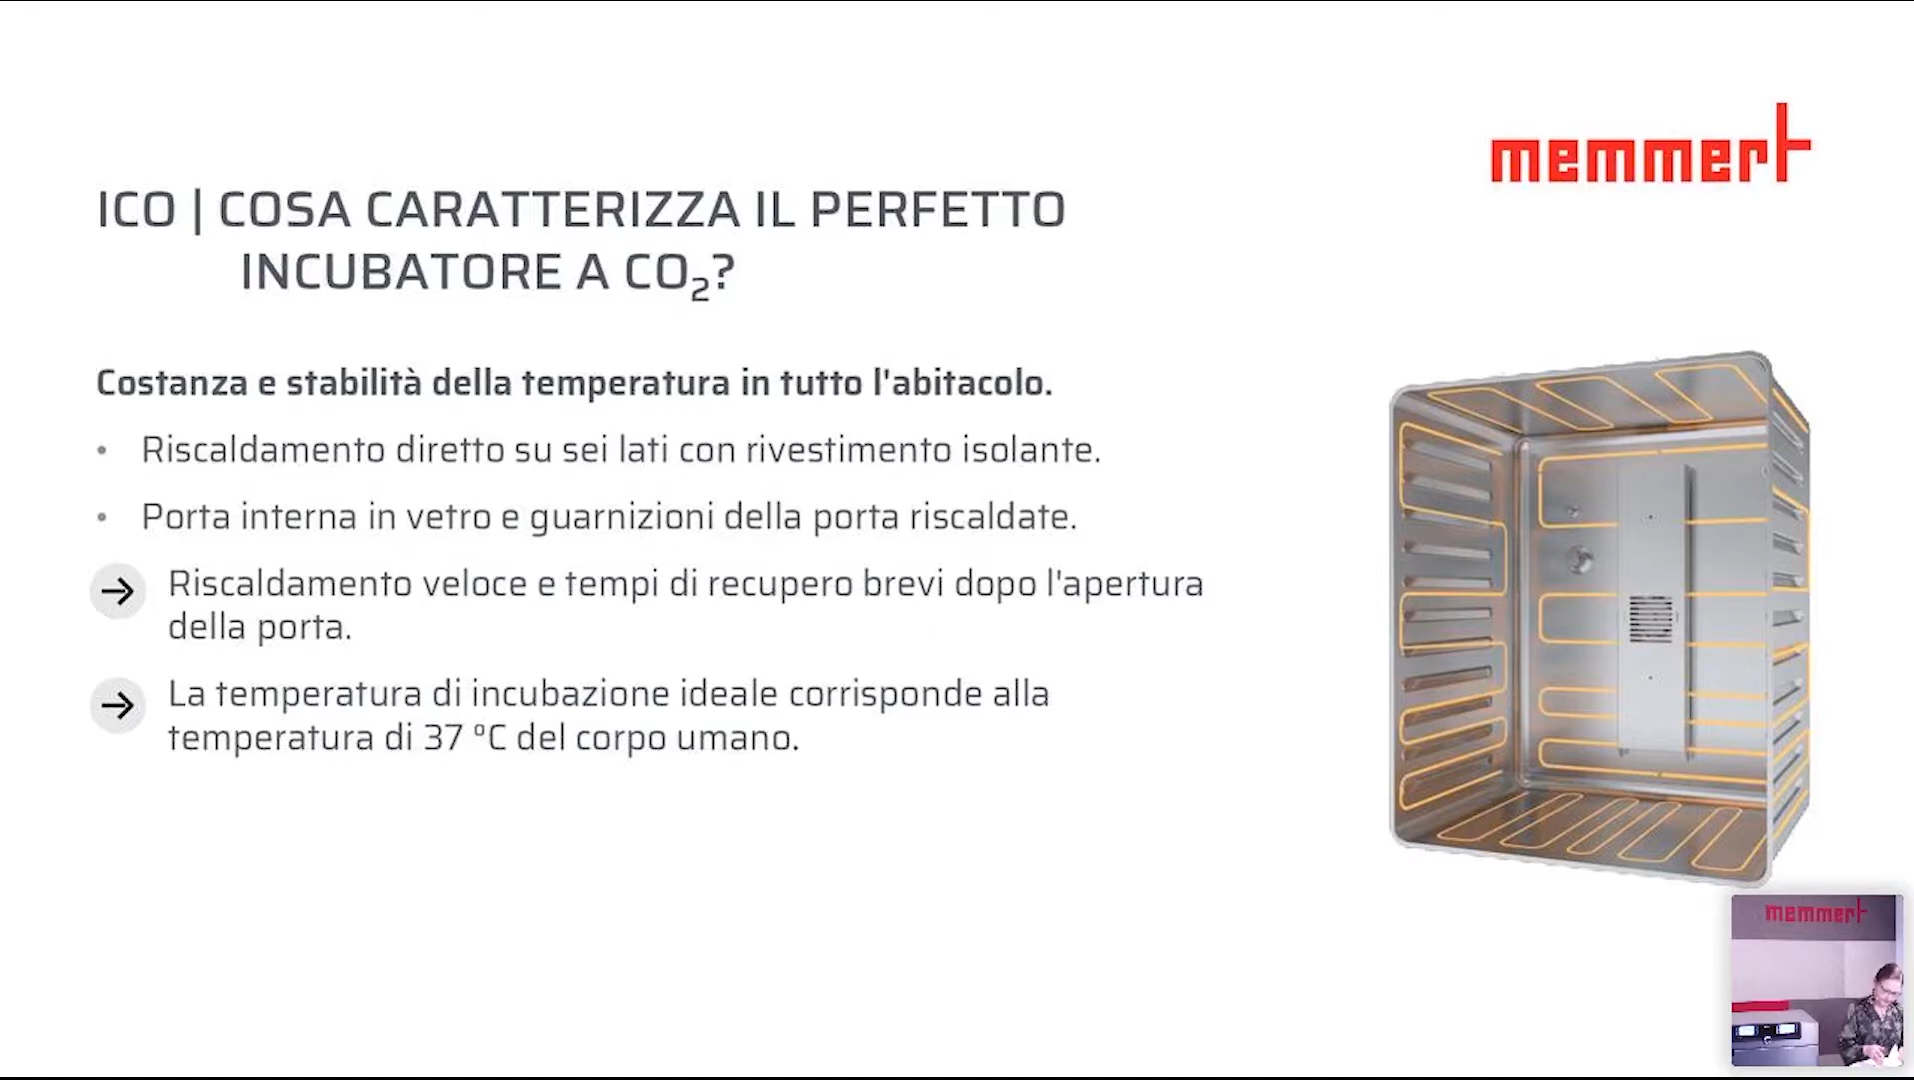 memmert
ICO | COSA CARATTERIZZA IL PERFETTO
INCUBATORE A CO₂?
Costanza e stabilità della temperatura in tutto l'abitacolo.
• Riscaldamento diretto su sei lati con rivestimento isolante.
• Porta interna in vetro e guarnizioni della porta riscaldate.
→ Riscaldamento veloce e tempi di recupero brevi dopo l'apertura
della porta.
→ La temperatura di incubazione ideale corrisponde alla
temperatura di 37 °C del corpo umano.
memmert